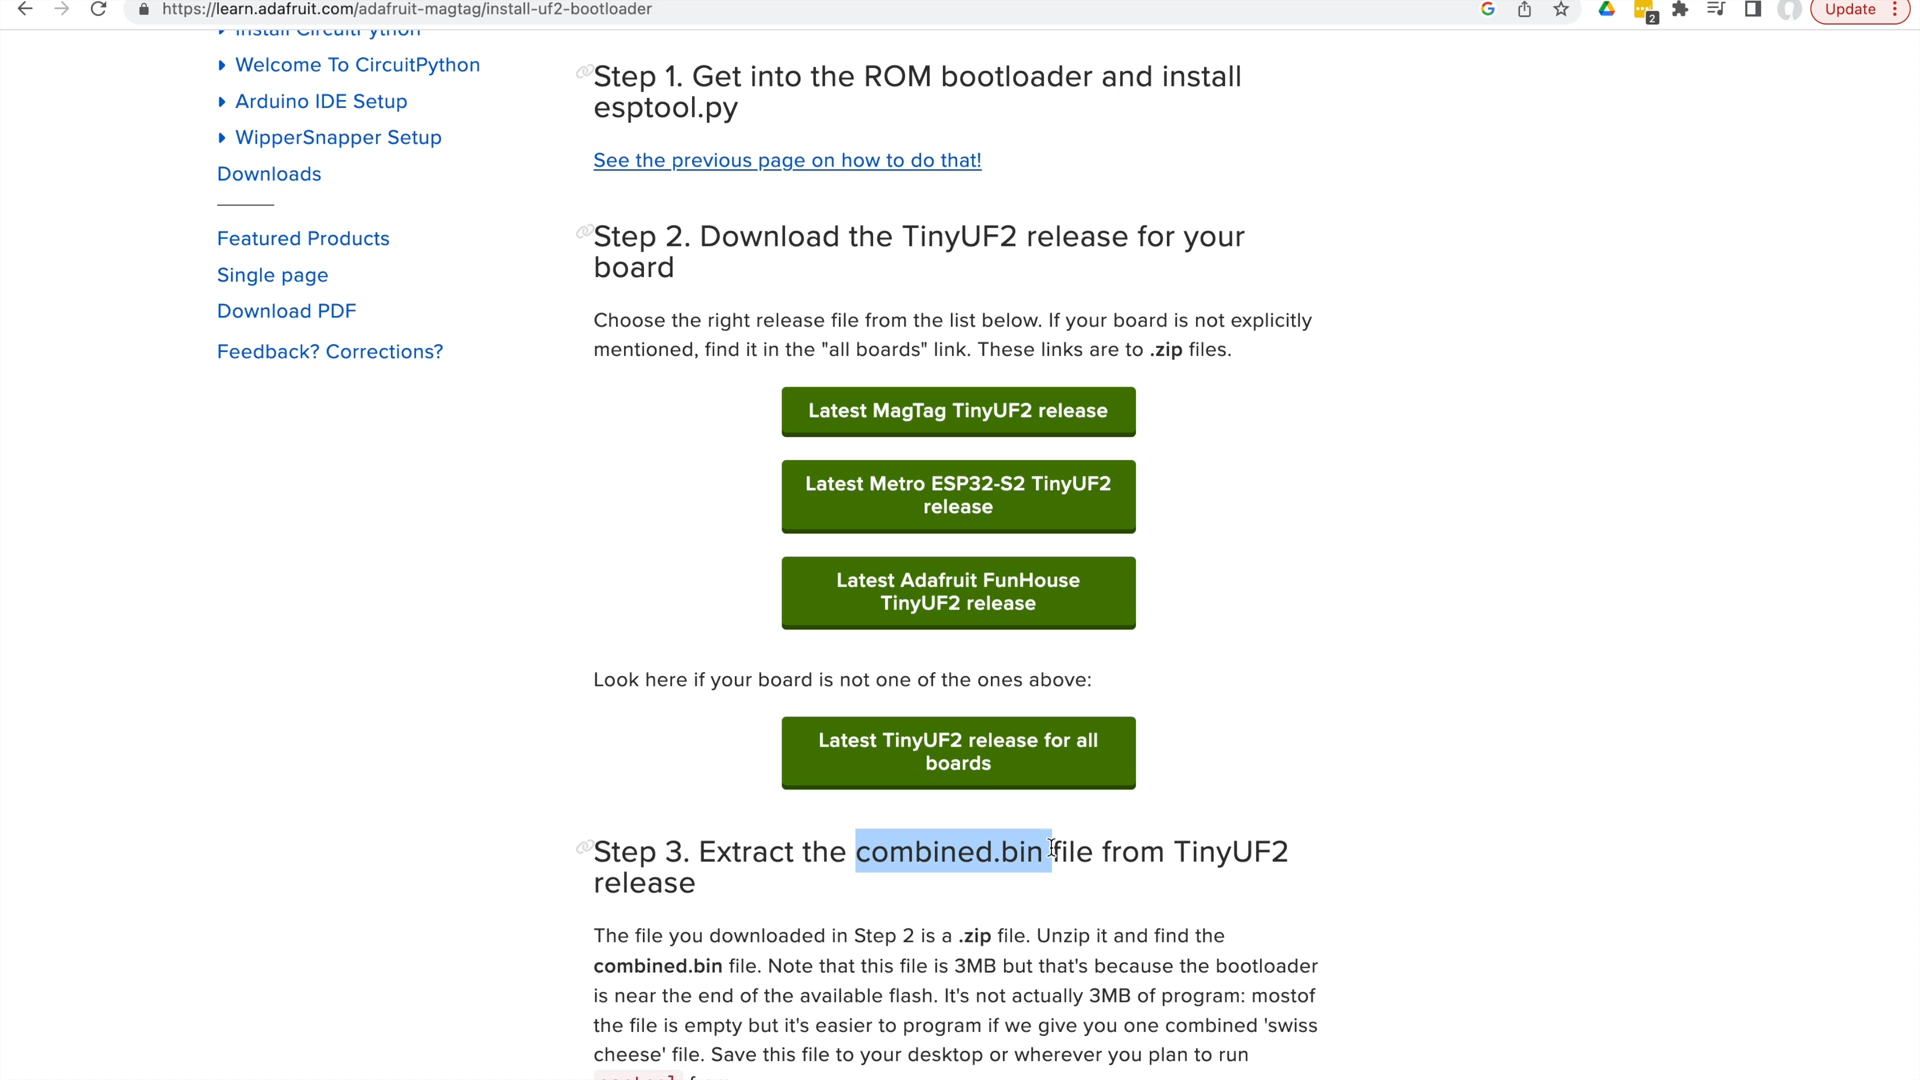 https://learn.adafruit.com/adafruit-magtag/install-uf2-bootloader
2
Update
Install CircuitPython
Welcome To CircuitPython
Arduino IDE Setup
WipperSnapper Setup
Downloads
Featured Products
Single page
Download PDF
Feedback? Corrections?
Step 1. Get into the ROM bootloader and install
esptool.py
See the previous page on how to do that!
Step 2. Download the TinyUF2 release for your
board
Choose the right release file from the list below. If your board is not explicitly
mentioned, find it in the "all boards" link. These links are to .zip files.
Latest MagTag TinyUF2 release
Latest Metro ESP32-S2 TinyUF2
release
Latest Adafruit FunHouse
TinyUF2 release
Look here if your board is not one of the ones above:
Latest TinyUF2 release for all
boards
Step 3. Extract the combined.bin file from TinyUF2
release
The file you downloaded in Step 2 is a .zip file. Unzip it and find the
combined.bin file. Note that this file is 3MB but that's because the bootloader
is near the end of the available flash. It's not actually 3MB of program: mostof
the file is empty but it's easier to program if we give you one combined 'swiss
cheese' file. Save this file to your desktop or wherever you plan to run